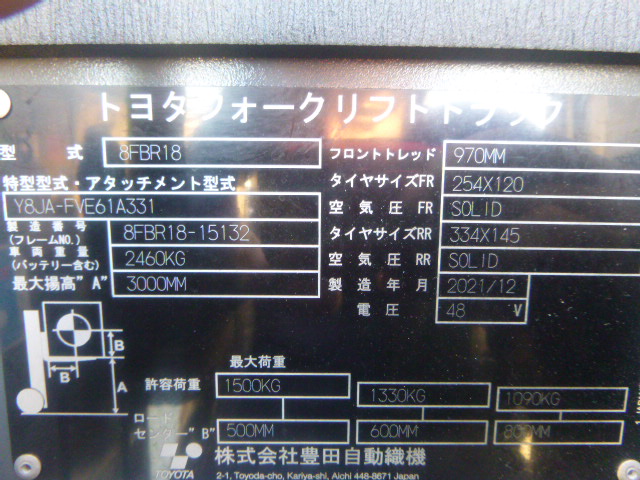 トヨタフォークリフトトラック
型 式 8FBR18
特型型式・アタッチメント型式
Y8JA-FVE61A331
製造番号 (フレームNO.) 8FBR18-15132
車両重量 (バッテリー含む) 2460KG
最大揚高"A" 3000MM
フロントトレッド 970MM
タイヤサイズFR 254X120
空気圧 FR SOLID
タイヤサイズRR 334X145
空気圧 RR SOLID
製造年月 2021/12
電圧 48 V
B
B
A
最大荷重
許容荷重 1500KG 1330KG 1090KG
ロードセンター"B" 500MM 600MM 800MM
TOYOTA
株式会社豊田自動織機
2-1, Toyoda-cho, Kariya-shi, Aichi 448-8671 Japan